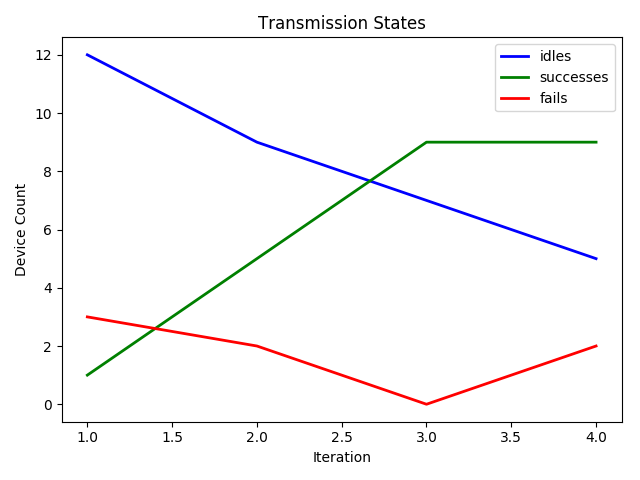 Transmission States
12
10
8
6
4
2
0
Device Count
idles
successes
fails
1.0 1.5 2.0 2.5 3.0 3.5 4.0
Iteration